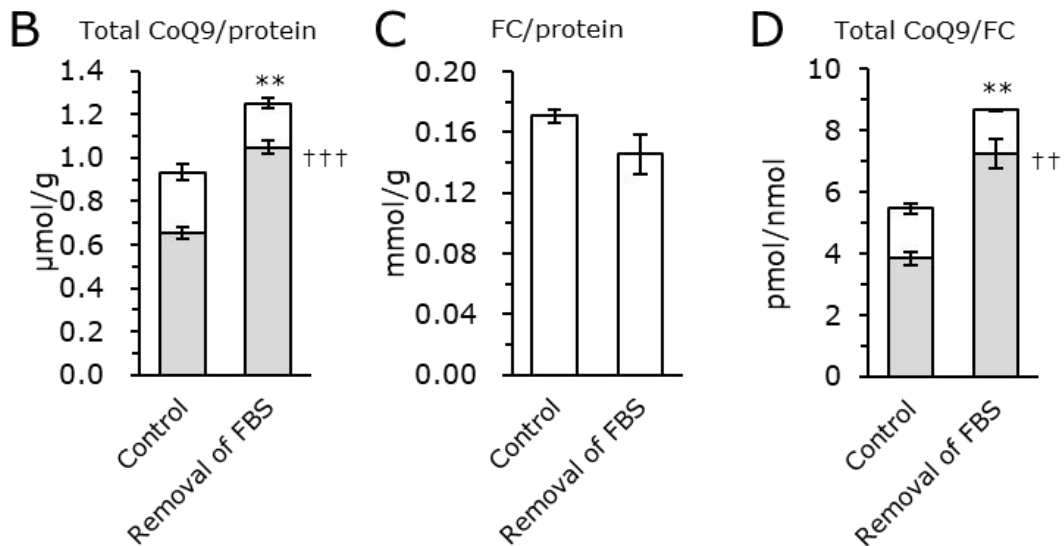 B Total CoQ9/protein
μmol/g
1.4
1.2
1.0
0.8
0.6
0.4
0.2
0.0
**
†††
Control
Removal of FBS
C FC/protein
mmol/g
0.20
0.16
0.12
0.08
0.04
0.00
Control
Removal of FBS
D Total CoQ9/FC
pmol/nmol
10
8
6
4
2
0
**
††
Control
Removal of FBS